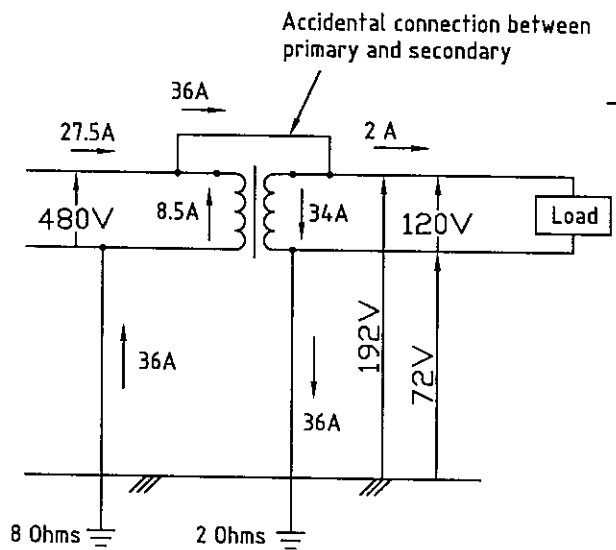 Accidental connection between
primary and secondary
36A
27.5A
2 A
480V
8.5A
34A
120V
Load
36A
36A
192V
72V
8 Ohms
2 Ohms